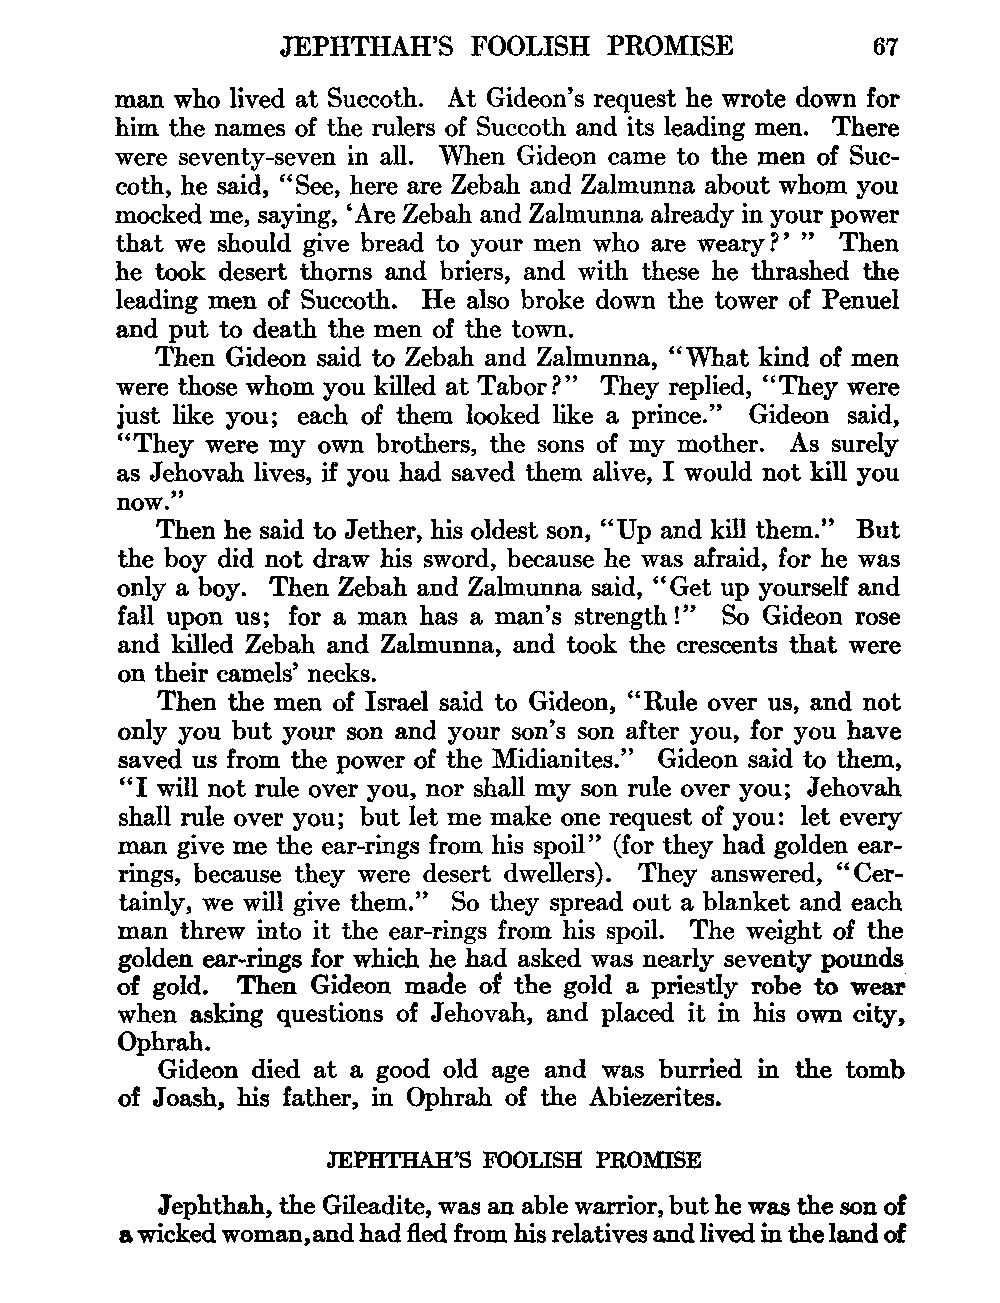 JEPHTHAH'S FOOLISH PROMISE 67
man who lived at Succoth. At Gideon's request he wrote down for
him the names of the rulers of Succoth and its leading men. There
were seventy-seven in all. When Gideon came to the men of Suc-
coth, he said, “See, here are Zebah and Zalmunna about whom you
mocked me, saying, ‘Are Zebah and Zalmunna already in your power
that we should give bread to your men who are weary?’ ” Then
he took desert thorns and briers, and with these he thrashed the
leading men of Succoth. He also broke down the tower of Penuel
and put to death the men of the town.
Then Gideon said to Zebah and Zalmunna, “What kind of men
were those whom you killed at Tabor?” They replied, “They were
just like you; each of them looked like a prince.” Gideon said,
“They were my own brothers, the sons of my mother. As surely
as Jehovah lives, if you had saved them alive, I would not kill you
now.”
Then he said to Jether, his oldest son, “Up and kill them.” But
the boy did not draw his sword, because he was afraid, for he was
only a boy. Then Zebah and Zalmunna said, “Get up yourself and
fall upon us; for a man has a man's strength!” So Gideon rose
and killed Zebah and Zalmunna, and took the crescents that were
on their camels' necks.
Then the men of Israel said to Gideon, “Rule over us, and not
only you but your son and your son's son after you, for you have
saved us from the power of the Midianites.” Gideon said to them,
“I will not rule over you, nor shall my son rule over you; Jehovah
shall rule over you; but let me make one request of you: let every
man give me the ear-rings from his spoil” (for they had golden ear-
rings, because they were desert dwellers). They answered, “Cer-
tainly, we will give them.” So they spread out a blanket and each
man threw into it the ear-rings from his spoil. The weight of the
golden ear-rings for which he had asked was nearly seventy pounds
of gold. Then Gideon made of the gold a priestly robe to wear
when asking questions of Jehovah, and placed it in his own city,
Ophrah.
Gideon died at a good old age and was burried in the tomb
of Joash, his father, in Ophrah of the Abiezerites.
JEPHTHAH'S FOOLISH PROMISE
Jephthah, the Gileadite, was an able warrior, but he was the son of
a wicked woman, and had fled from his relatives and lived in the land of